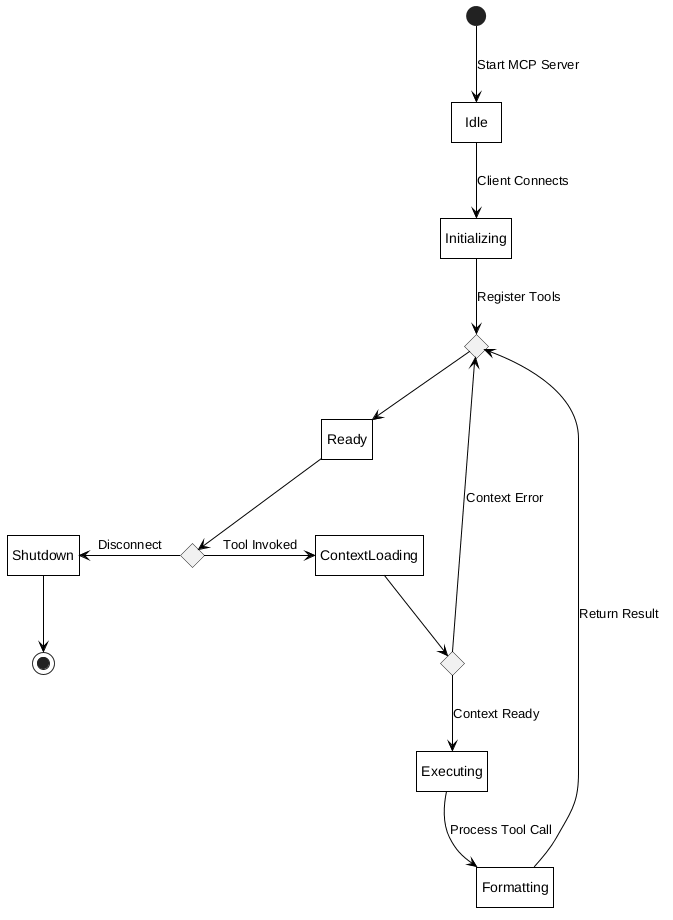 Start MCP Server
Idle
Client Connects
Initializing
Register Tools
Ready
Context Error
Shutdown
Disconnect
Tool Invoked
ContextLoading
Return Result
Context Ready
Executing
Process Tool Call
Formatting